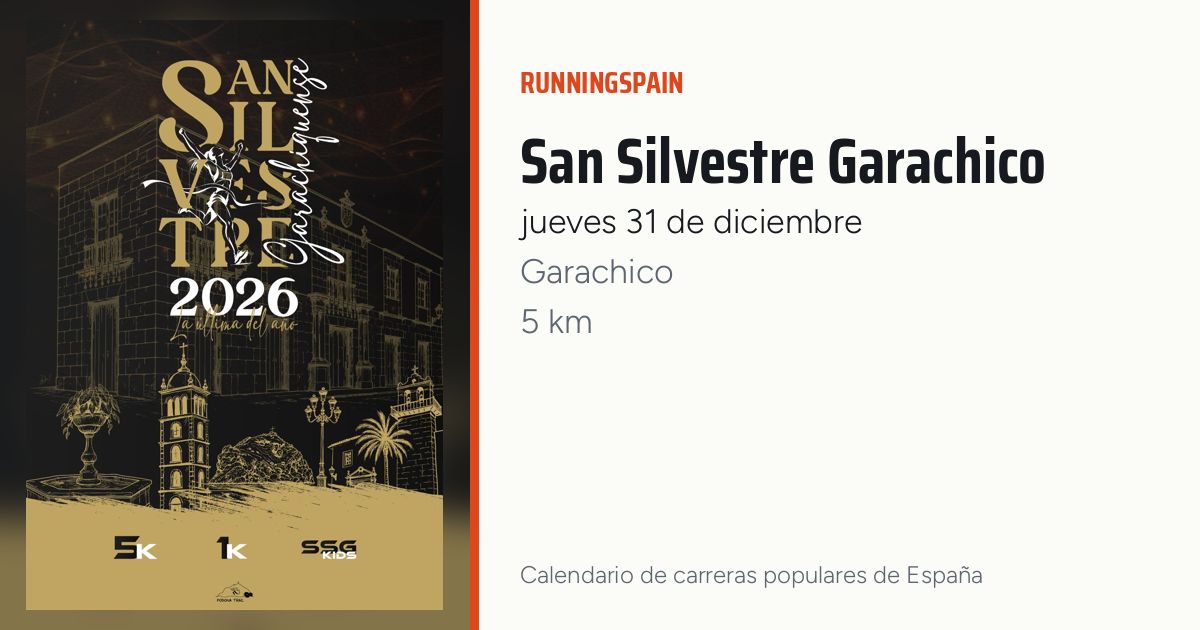 SAN
SIL
VES
TRE
Garachiquense
2026
La última del año
5K
1K
SSG
KIDS
RUNNINGSPAIN
San Silvestre Garachico
jueves 31 de diciembre
Garachico
5 km
Calendario de carreras populares de España